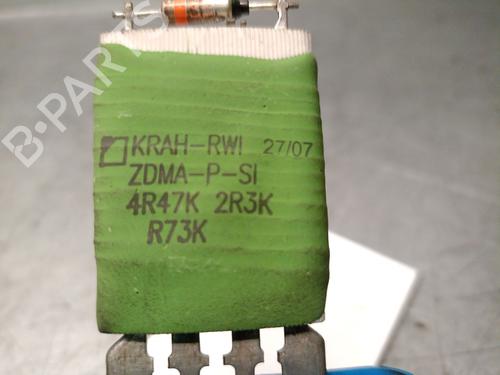 KRAH-RWI 27/07
ZDMA-P-SI
4R47K 2R3K
R73K
B-PARTS